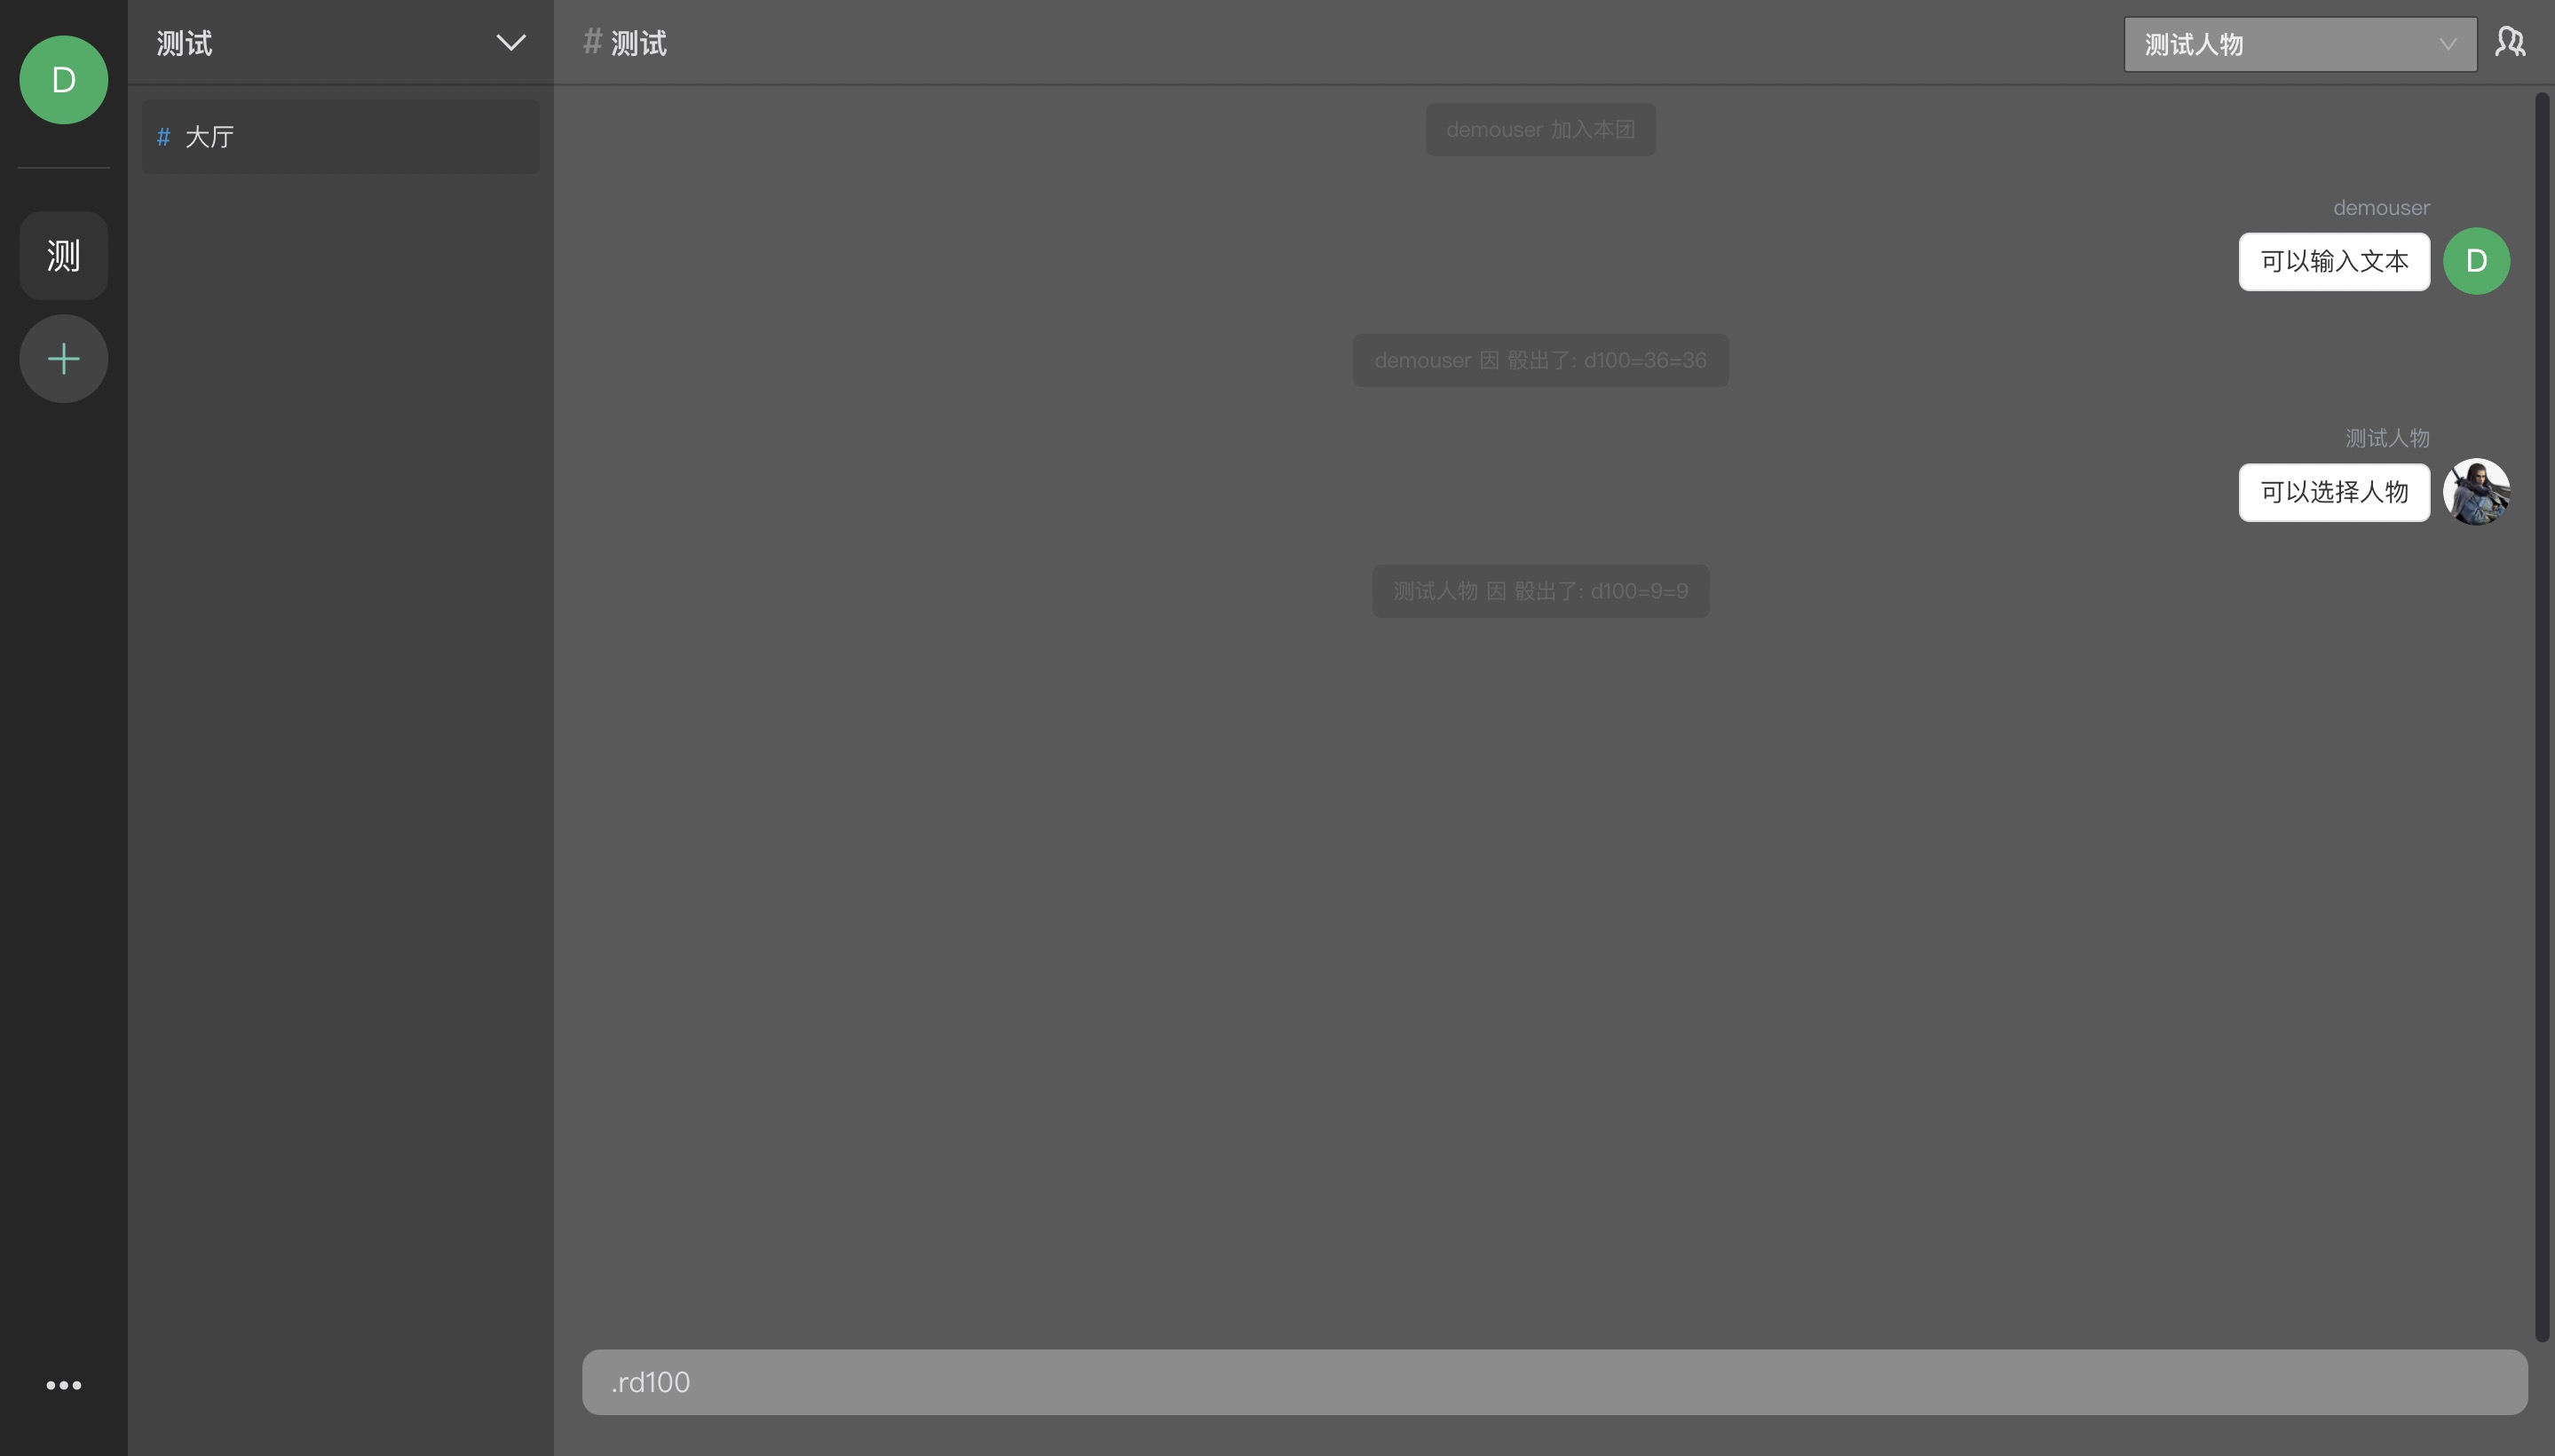 D
测
测试
# 大厅
# 测试
测试人物
demouser 加入本团
demouser
可以输入文本
D
demouser 因 骰出了: d100=36=36
测试人物
可以选择人物
测试人物 因 骰出了: d100=9=9
.rd100